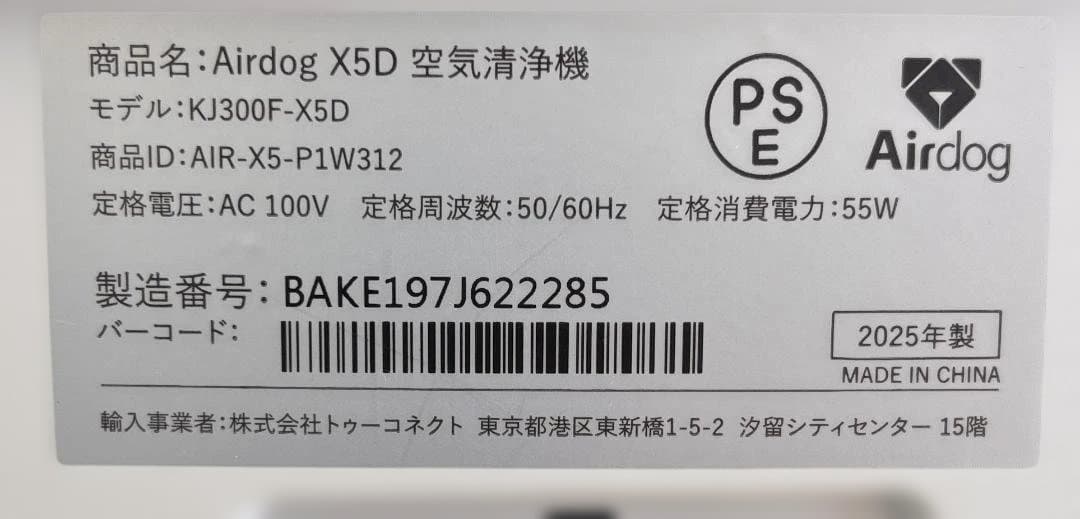 商品名：Airdog X5D 空気清浄機
モデル：KJ300F-X5D
商品ID：AIR-X5-P1W312
定格電圧：AC 100V 定格周波数：50/60Hz 定格消費電力：55W
PS
E
Airdog
製造番号：BAKE197J622285
バーコード：
2025年製
MADE IN CHINA
輸入事業者：株式会社トゥーコネクト 東京都港区東新橋1-5-2 汐留シティセンター 15階